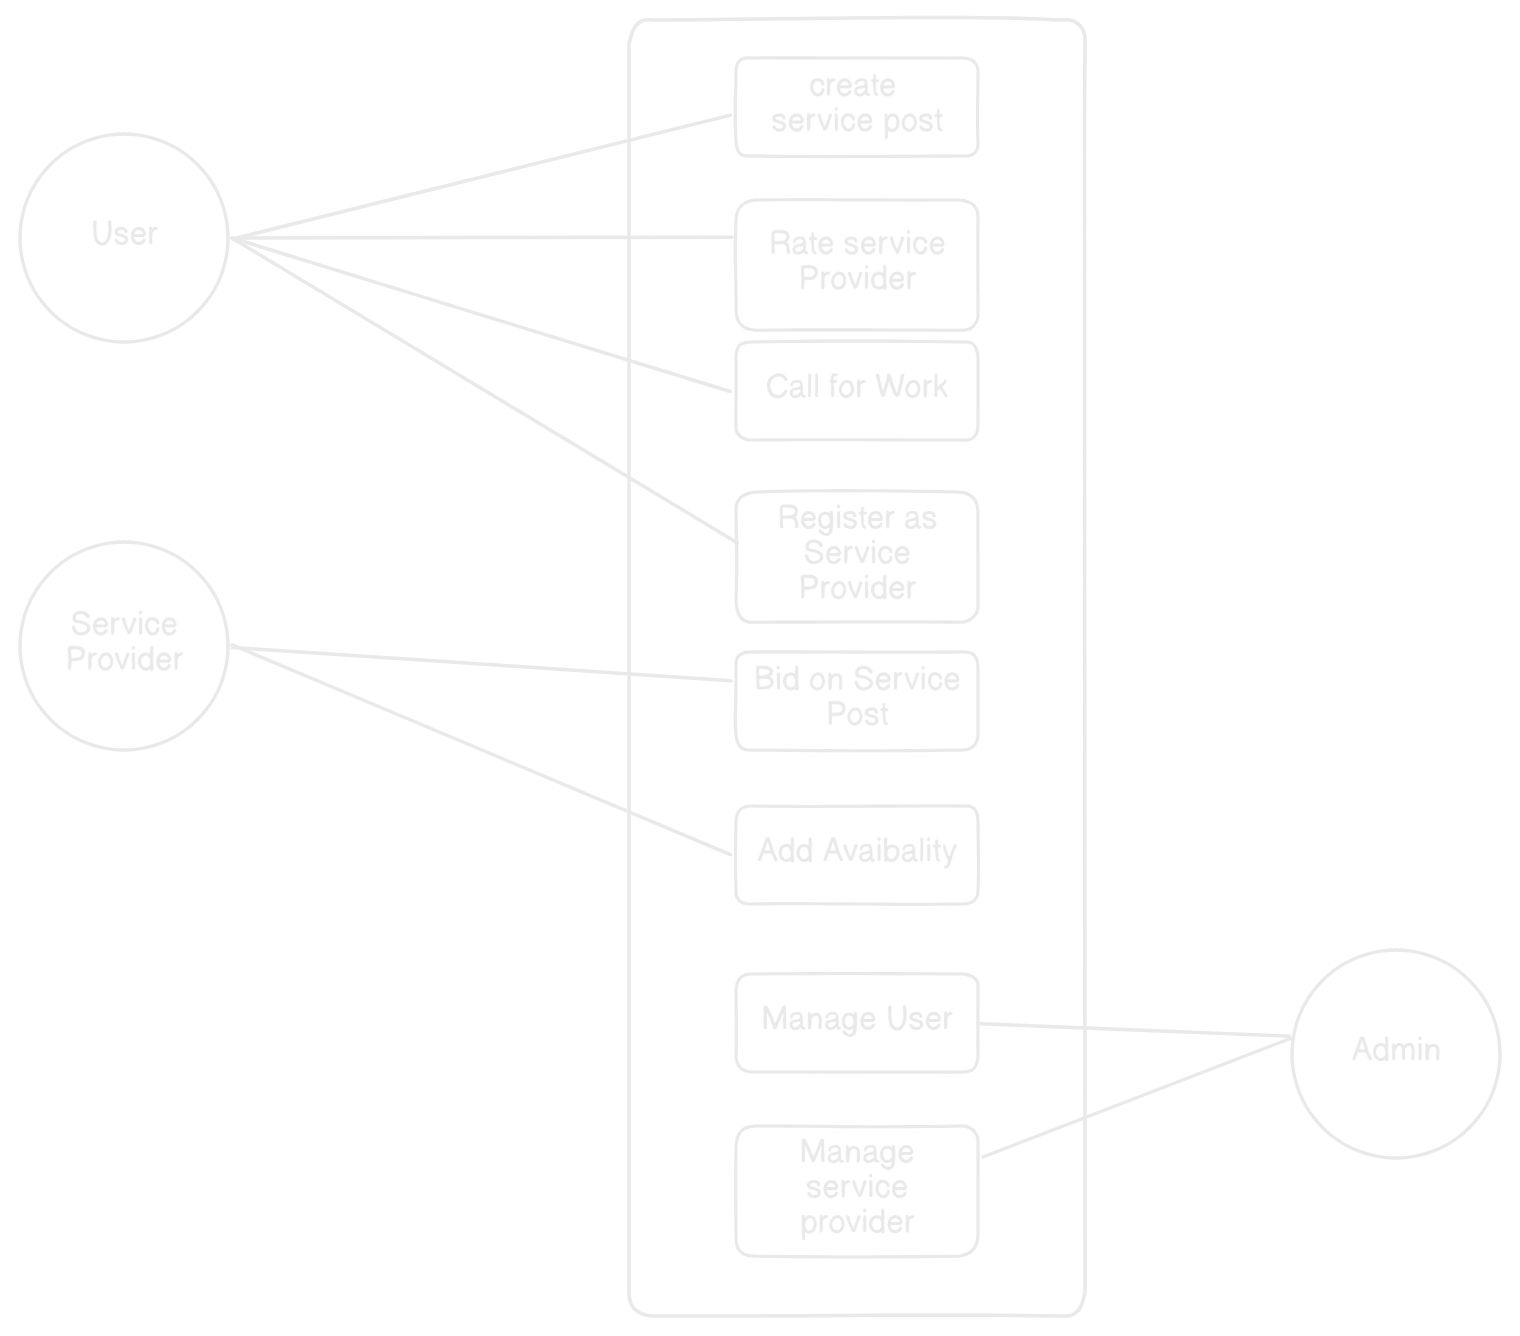 create
service post
User
Rate service
Provider
Call for Work
Register as
Service
Provider
Service
Provider
Bid on Service
Post
Add Avaibality
Manage User
Admin
Manage
service
provider